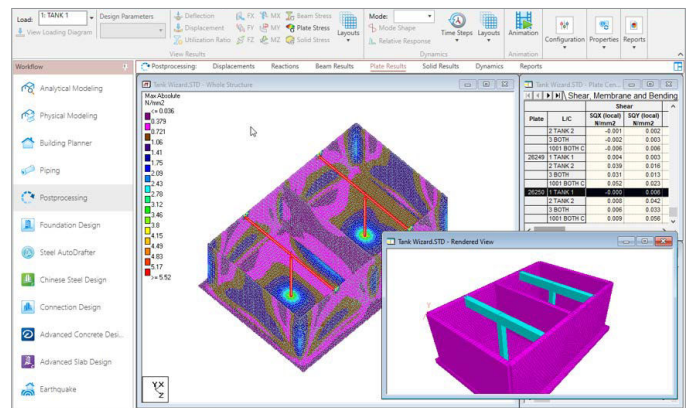 Load: 1: TANK 1
View Loading Diagram
Design Parameters
Deflection
Displacement
Utilization Ratio
FX
FY
FZ
MX
MY
MZ
Beam Stress
Plate Stress
Solid Stress
Layouts
View Results
Mode:
Mode Shape
Relative Response
Time Steps
Layouts
Dynamics
Animation
Animation
Configuration
Properties
Reports
Workflow
Postprocessing: Displacements Reactions Beam Results Plate Results Solid Results Dynamics Reports
Analytical Modeling
Physical Modeling
Building Planner
Piping
Postprocessing
Foundation Design
Steel AutoDrafter
Chinese Steel Design
Connection Design
Advanced Concrete Desi...
Advanced Slab Design
Earthquake
Tank Wizard.STD - Whole Structure
Max Absolute
N/mm2
<= 0.036
0.379
0.721
1.06
1.41
1.75
2.09
2.43
2.78
3.12
3.46
3.8
4.15
4.49
4.83
5.17
>= 5.52
Y X
Z
Tank Wizard.STD - Plate Con...
Shear, Membrane and Bending
Shear
Plate L/C SQX (local) N/mm2 SQY (local) N/mm2
2 TANK 2 -0.001 0.002
3 BOTH -0.002 0.003
1001 BOTH C -0.006 0.006
26249 1 TANK 1 0.004 0.003
2 TANK 2 0.039 0.016
3 BOTH 0.031 0.013
1001 BOTH C 0.052 0.023
26250 1 TANK 1 -0.000 0.006
2 TANK 2 0.008 0.042
3 BOTH 0.006 0.033
1001 BOTH C 0.009 0.056
Tank Wizard.STD - Rendered View